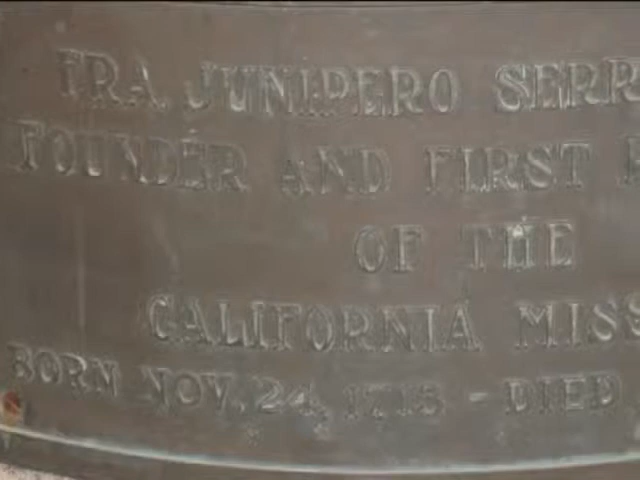 FRA JUNIPERO SERR
FOUNDER AND FIRST
OF THE
CALIFORNIA MISS
BORN NOV. 24, 1713 - DIED